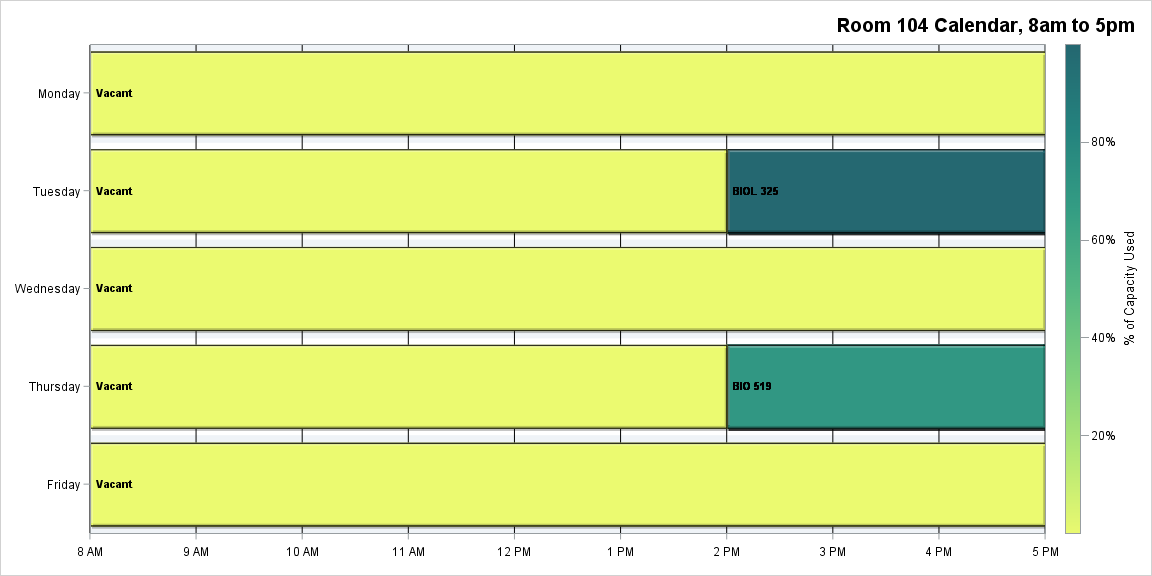 Room 104 Calendar, 8am to 5pm
Monday
Vacant
Tuesday
Vacant
BIOL 325
Wednesday
Vacant
Thursday
Vacant
BIO 519
Friday
Vacant
8 AM
9 AM
10 AM
11 AM
12 PM
1 PM
2 PM
3 PM
4 PM
5 PM
80%
60%
40%
20%
% of Capacity Used